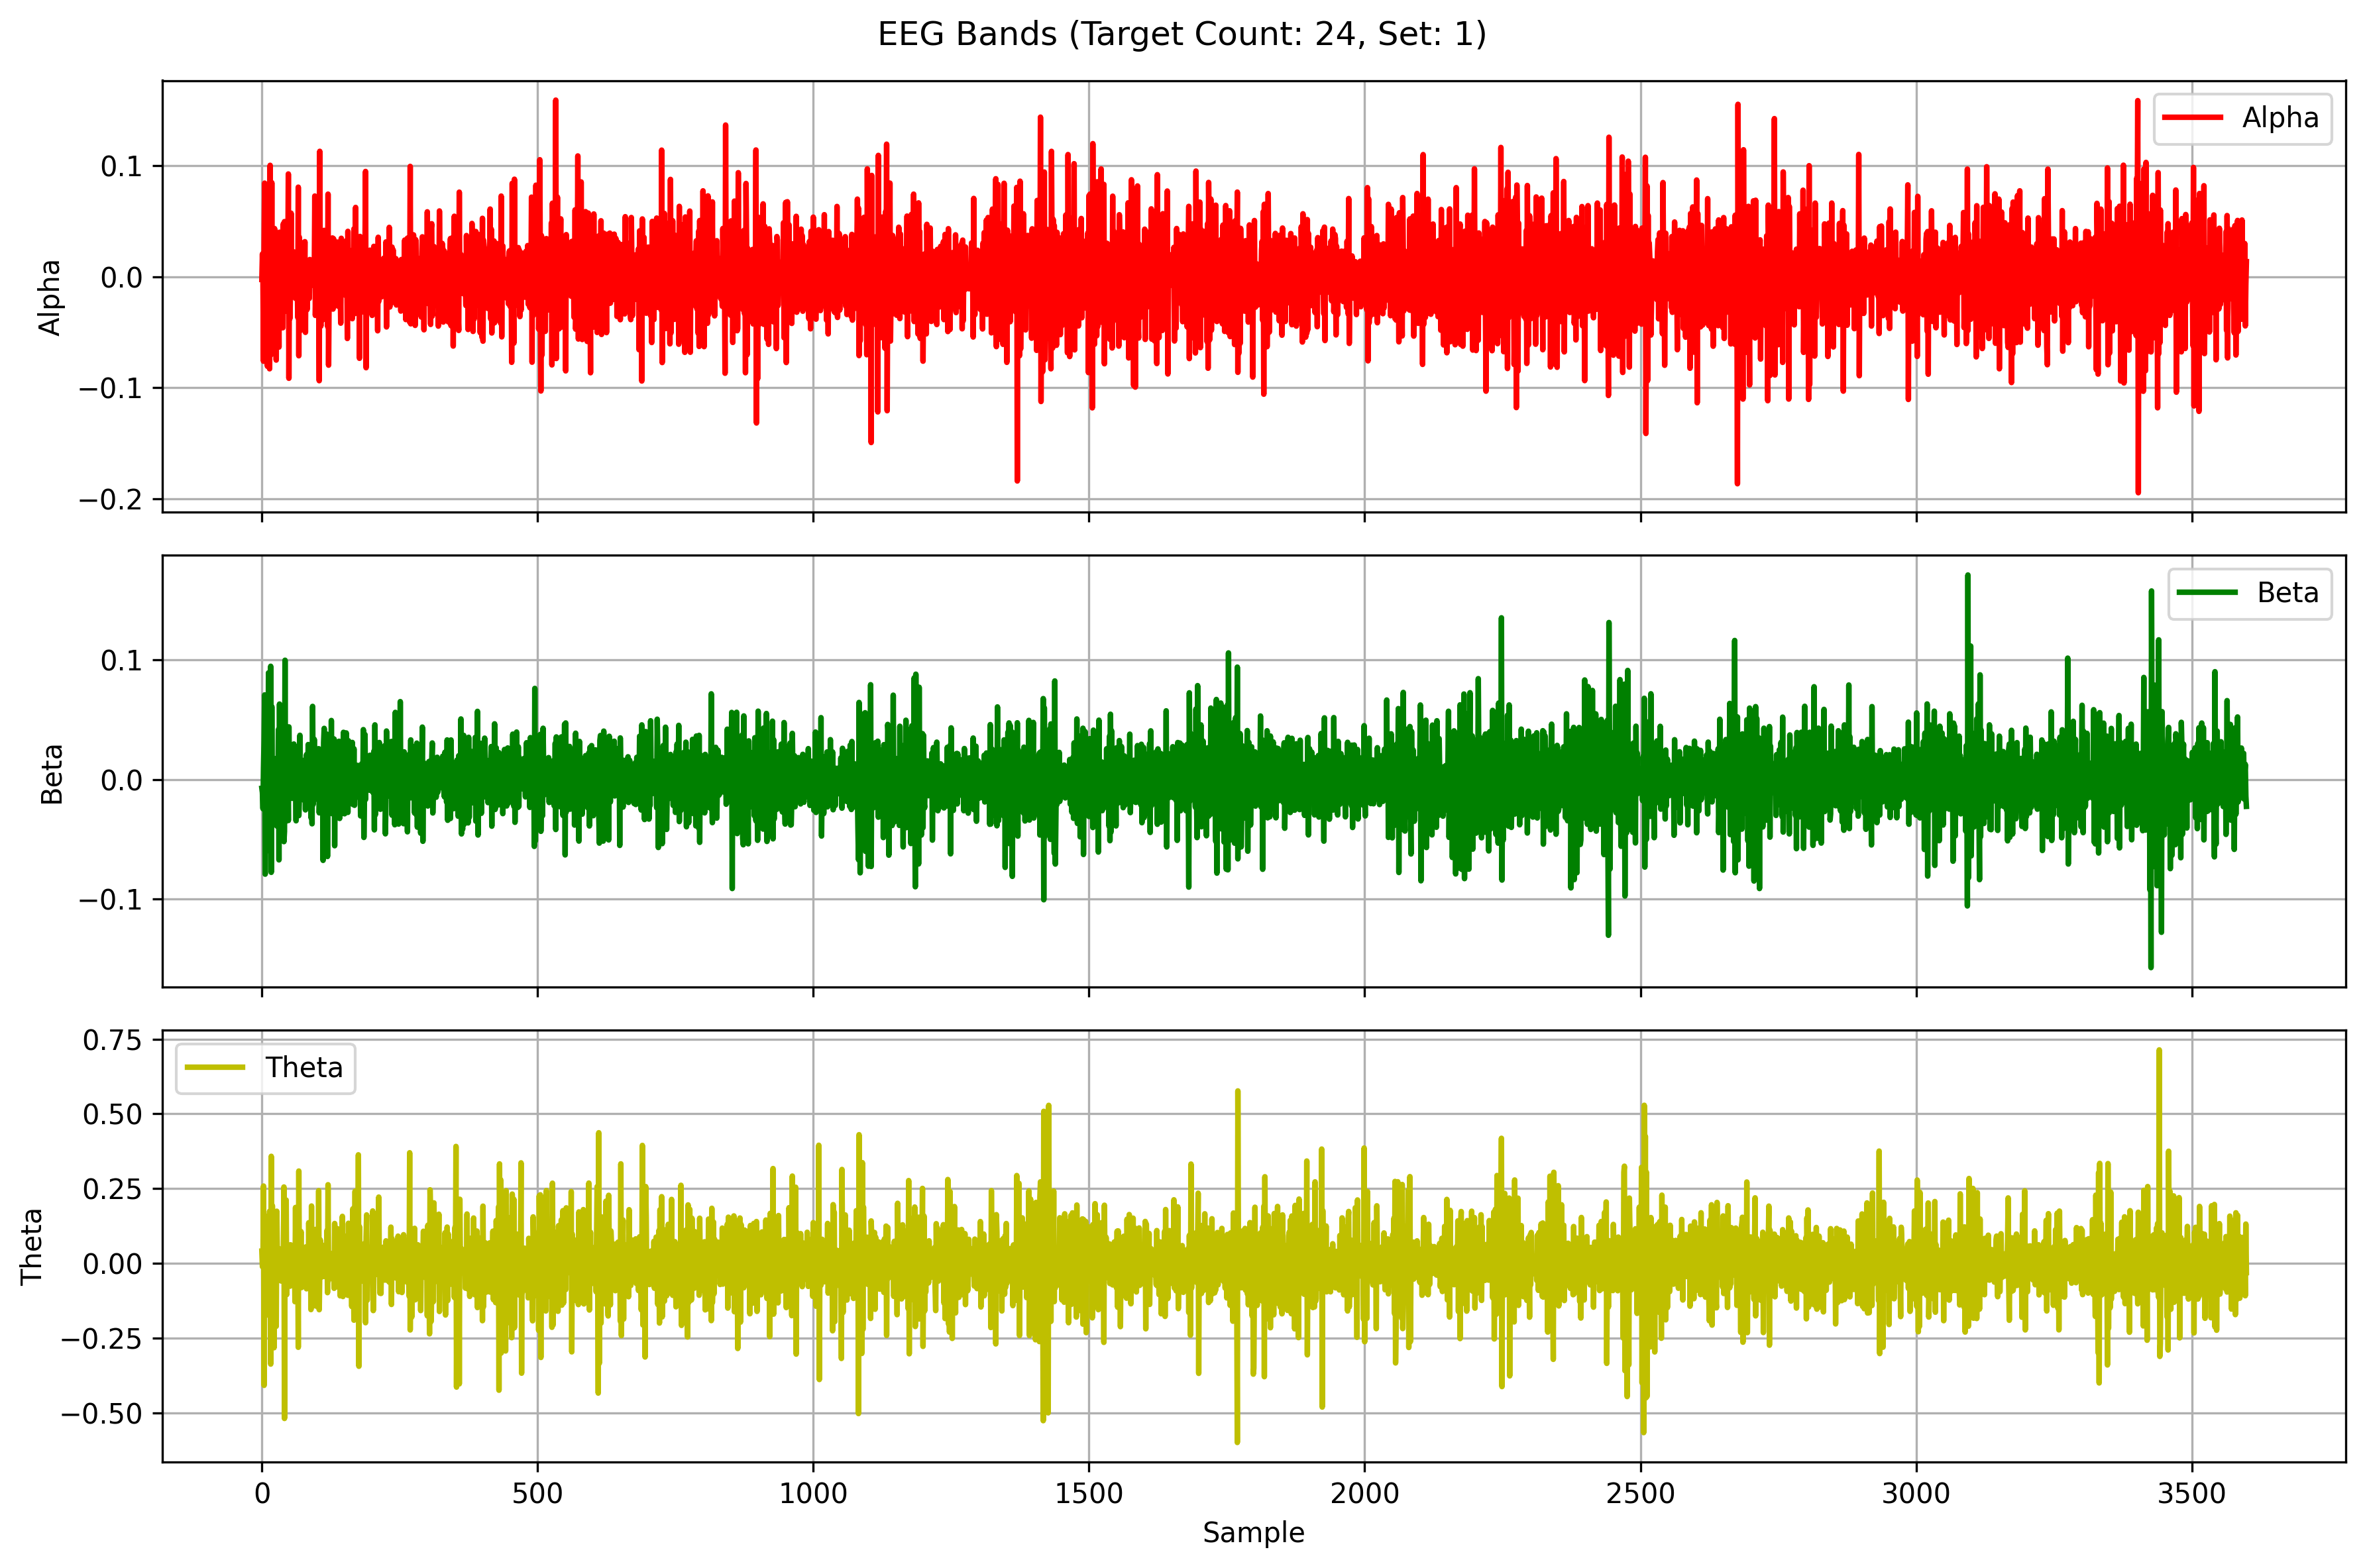 EEG Bands (Target Count: 24, Set: 1)
Alpha
0.1
0.0
−0.1
−0.2
Alpha
Beta
0.1
0.0
−0.1
Beta
0.75
0.50
0.25
0.00
−0.25
−0.50
Theta
Theta
0 500 1000 1500 2000 2500 3000 3500
Sample